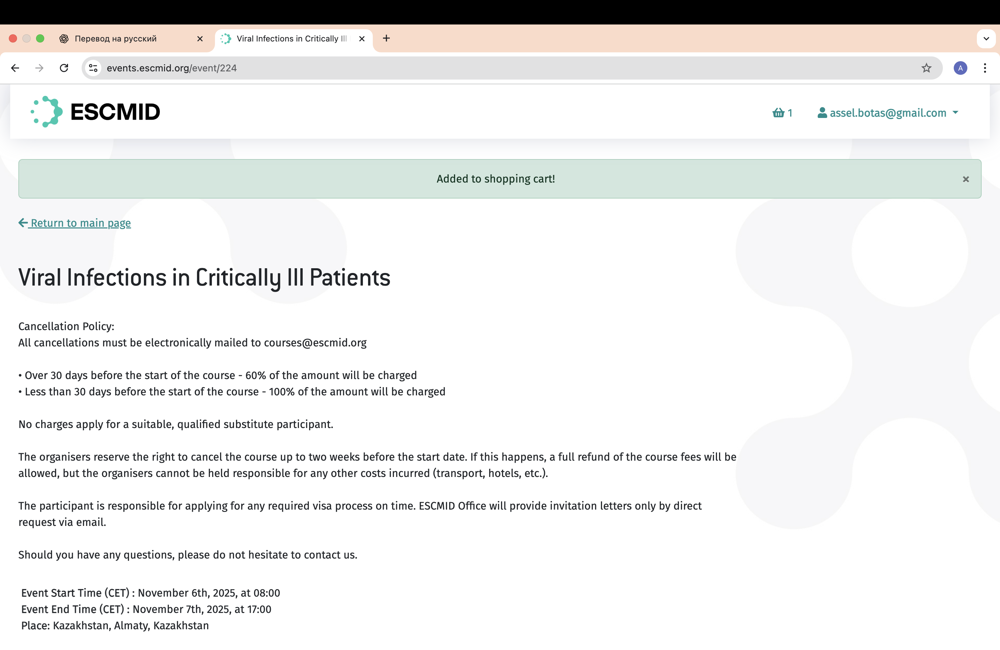 Перевод на русский
Viral Infections in Critically Ill
events.escmid.org/event/224
A
ESCMID
1
assel.botas@gmail.com
Added to shopping cart!
Return to main page
Viral Infections in Critically Ill Patients
Cancellation Policy:
All cancellations must be electronically mailed to courses@escmid.org
• Over 30 days before the start of the course - 60% of the amount will be charged
• Less than 30 days before the start of the course - 100% of the amount will be charged
No charges apply for a suitable, qualified substitute participant.
The organisers reserve the right to cancel the course up to two weeks before the start date. If this happens, a full refund of the course fees will be
allowed, but the organisers cannot be held responsible for any other costs incurred (transport, hotels, etc.).
The participant is responsible for applying for any required visa process on time. ESCMID Office will provide invitation letters only by direct
request via email.
Should you have any questions, please do not hesitate to contact us.
Event Start Time (CET) : November 6th, 2025, at 08:00
Event End Time (CET) : November 7th, 2025, at 17:00
Place: Kazakhstan, Almaty, Kazakhstan